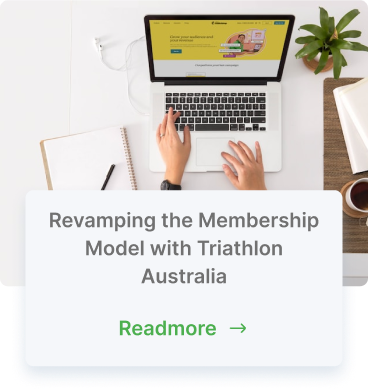 Revamping the Membership
Model with Triathlon
Australia
Readmore →